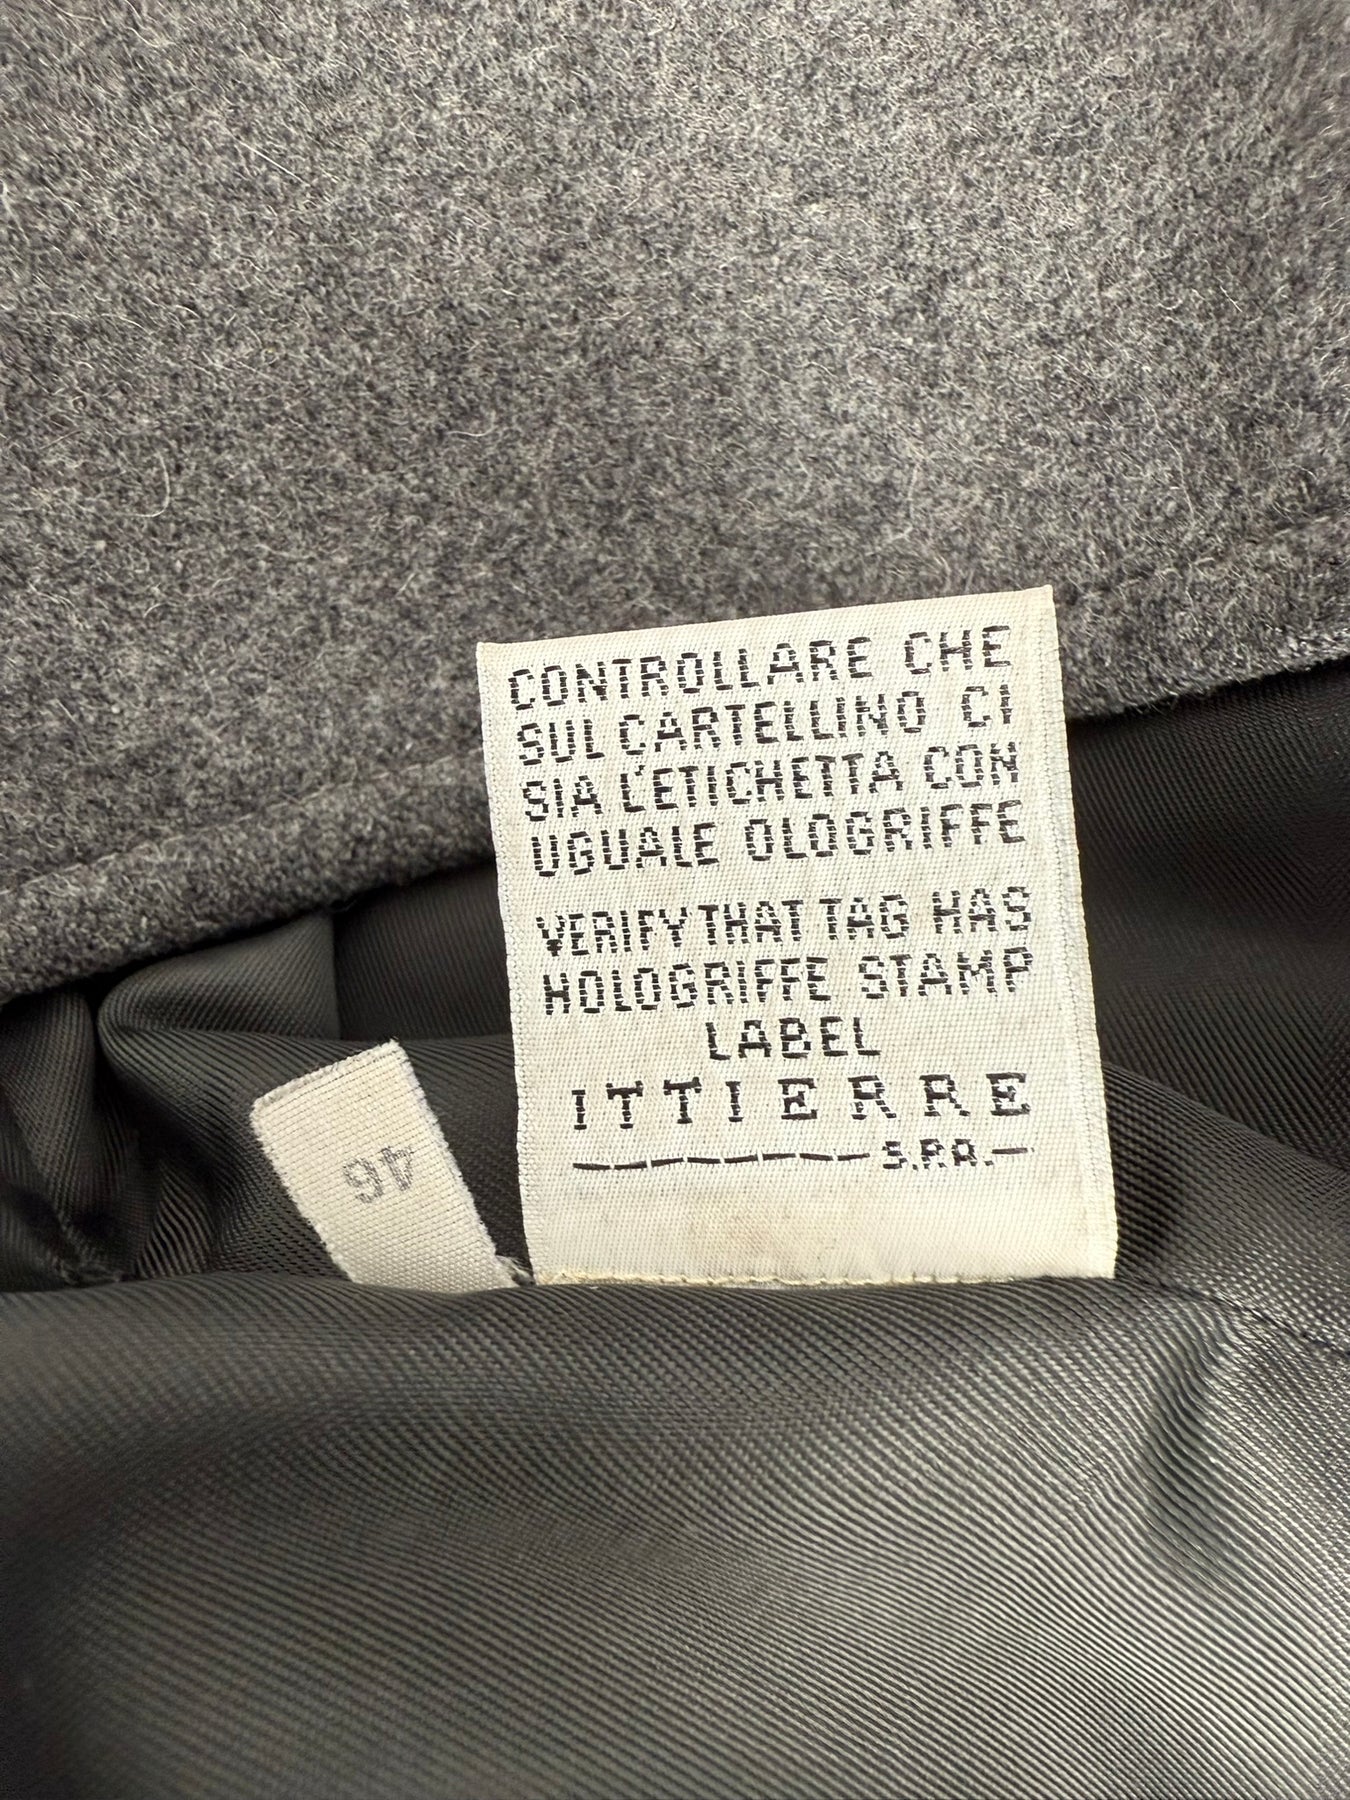 CONTROLLARE CHE
SUL CARTELLINO CI
SIA L'ETICHETTA CON
UGUALE OLOGRIFFE
VERIFY THAT TAG HAS
HOLOGRIFFE STAMP
LABEL
ITTIERRE
S.P.A.
46